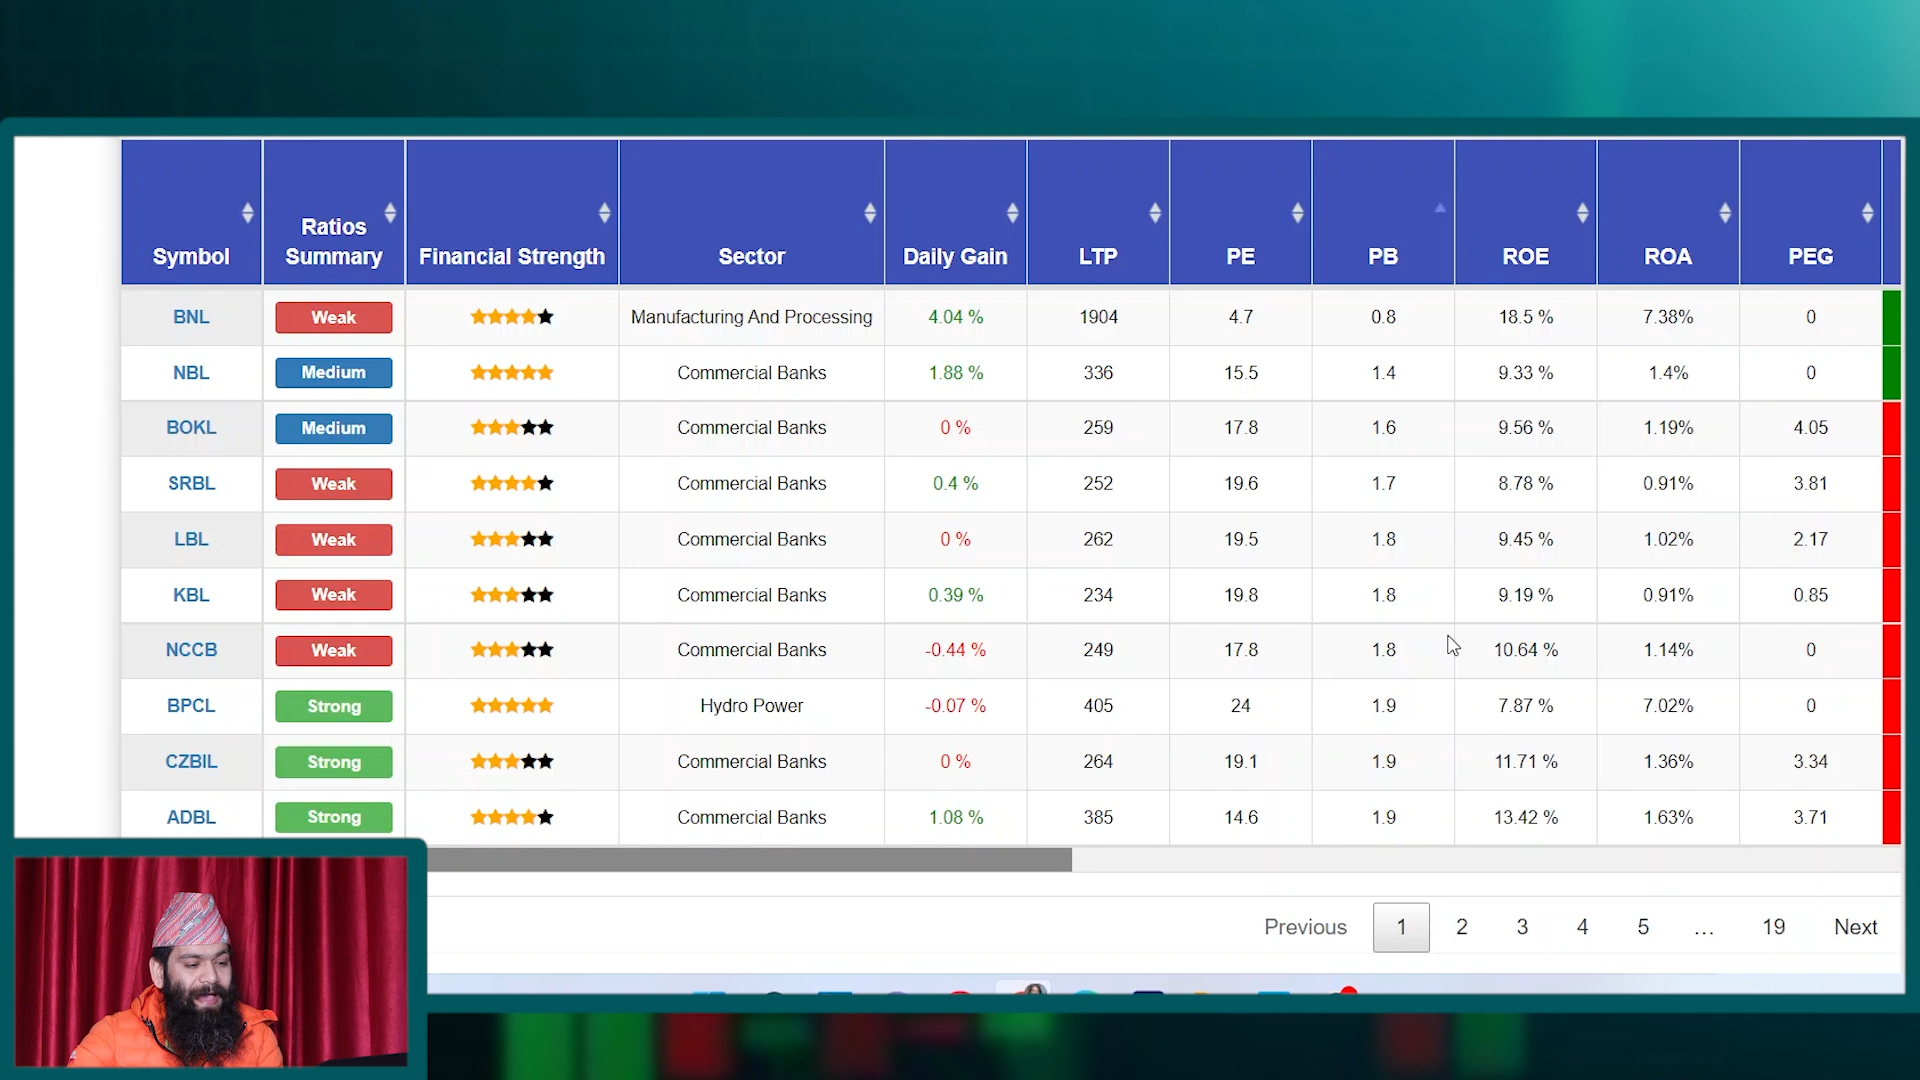 Symbol Ratios Summary Financial Strength Sector Daily Gain LTP PE PB ROE ROA PEG
BNL Weak Manufacturing And Processing 4.04 % 1904 4.7 0.8 18.5 % 7.38% 0
NBL Medium Commercial Banks 1.88 % 336 15.5 1.4 9.33 % 1.4% 0
BOKL Medium Commercial Banks 0 % 259 17.8 1.6 9.56 % 1.19% 4.05
SRBL Weak Commercial Banks 0.4 % 252 19.6 1.7 8.78 % 0.91% 3.81
LBL Weak Commercial Banks 0 % 262 19.5 1.8 9.45 % 1.02% 2.17
KBL Weak Commercial Banks 0.39 % 234 19.8 1.8 9.19 % 0.91% 0.85
NCCB Weak Commercial Banks -0.44 % 249 17.8 1.8 10.64 % 1.14% 0
BPCL Strong Hydro Power -0.07 % 405 24 1.9 7.87 % 7.02% 0
CZBIL Strong Commercial Banks 0 % 264 19.1 1.9 11.71 % 1.36% 3.34
ADBL Strong Commercial Banks 1.08 % 385 14.6 1.9 13.42 % 1.63% 3.71
Previous 1 2 3 4 5 ... 19 Next